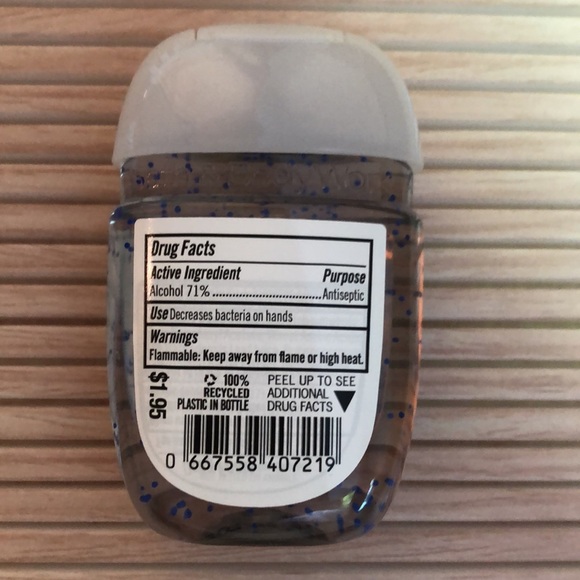 Drug Facts
Active Ingredient Purpose
Alcohol 71% ................................ Antiseptic
Use Decreases bacteria on hands
Warnings
Flammable: Keep away from flame or high heat.
$1.95
100%
RECYCLED
PLASTIC IN BOTTLE
PEEL UP TO SEE
ADDITIONAL
DRUG FACTS
0 667558 407219